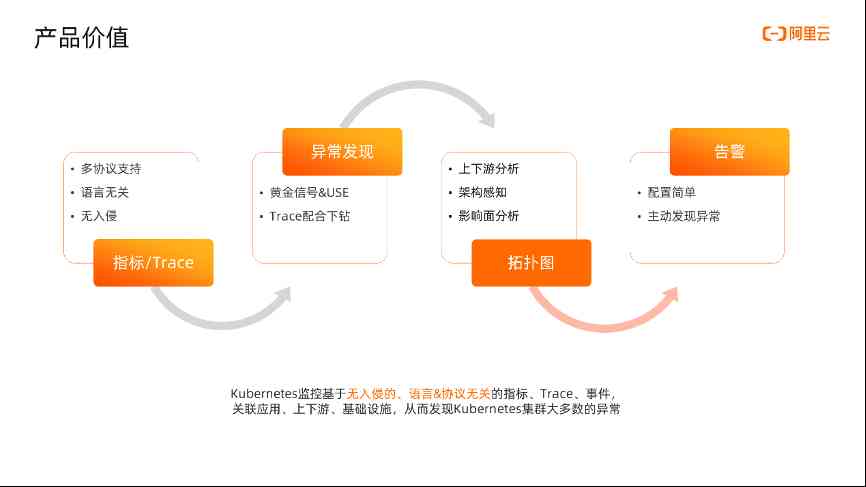 产品价值
阿里云
• 多协议支持
• 语言无关
• 无入侵
指标/Trace
异常发现
• 黄金信号&USE
• Trace配合下钻
• 上下游分析
• 架构感知
• 影响面分析
拓扑图
告警
• 配置简单
• 主动发现异常
Kubernetes监控基于无入侵的、语言&协议无关的指标、Trace、事件，
关联应用、上下游、基础设施，从而发现Kubernetes集群大多数的异常